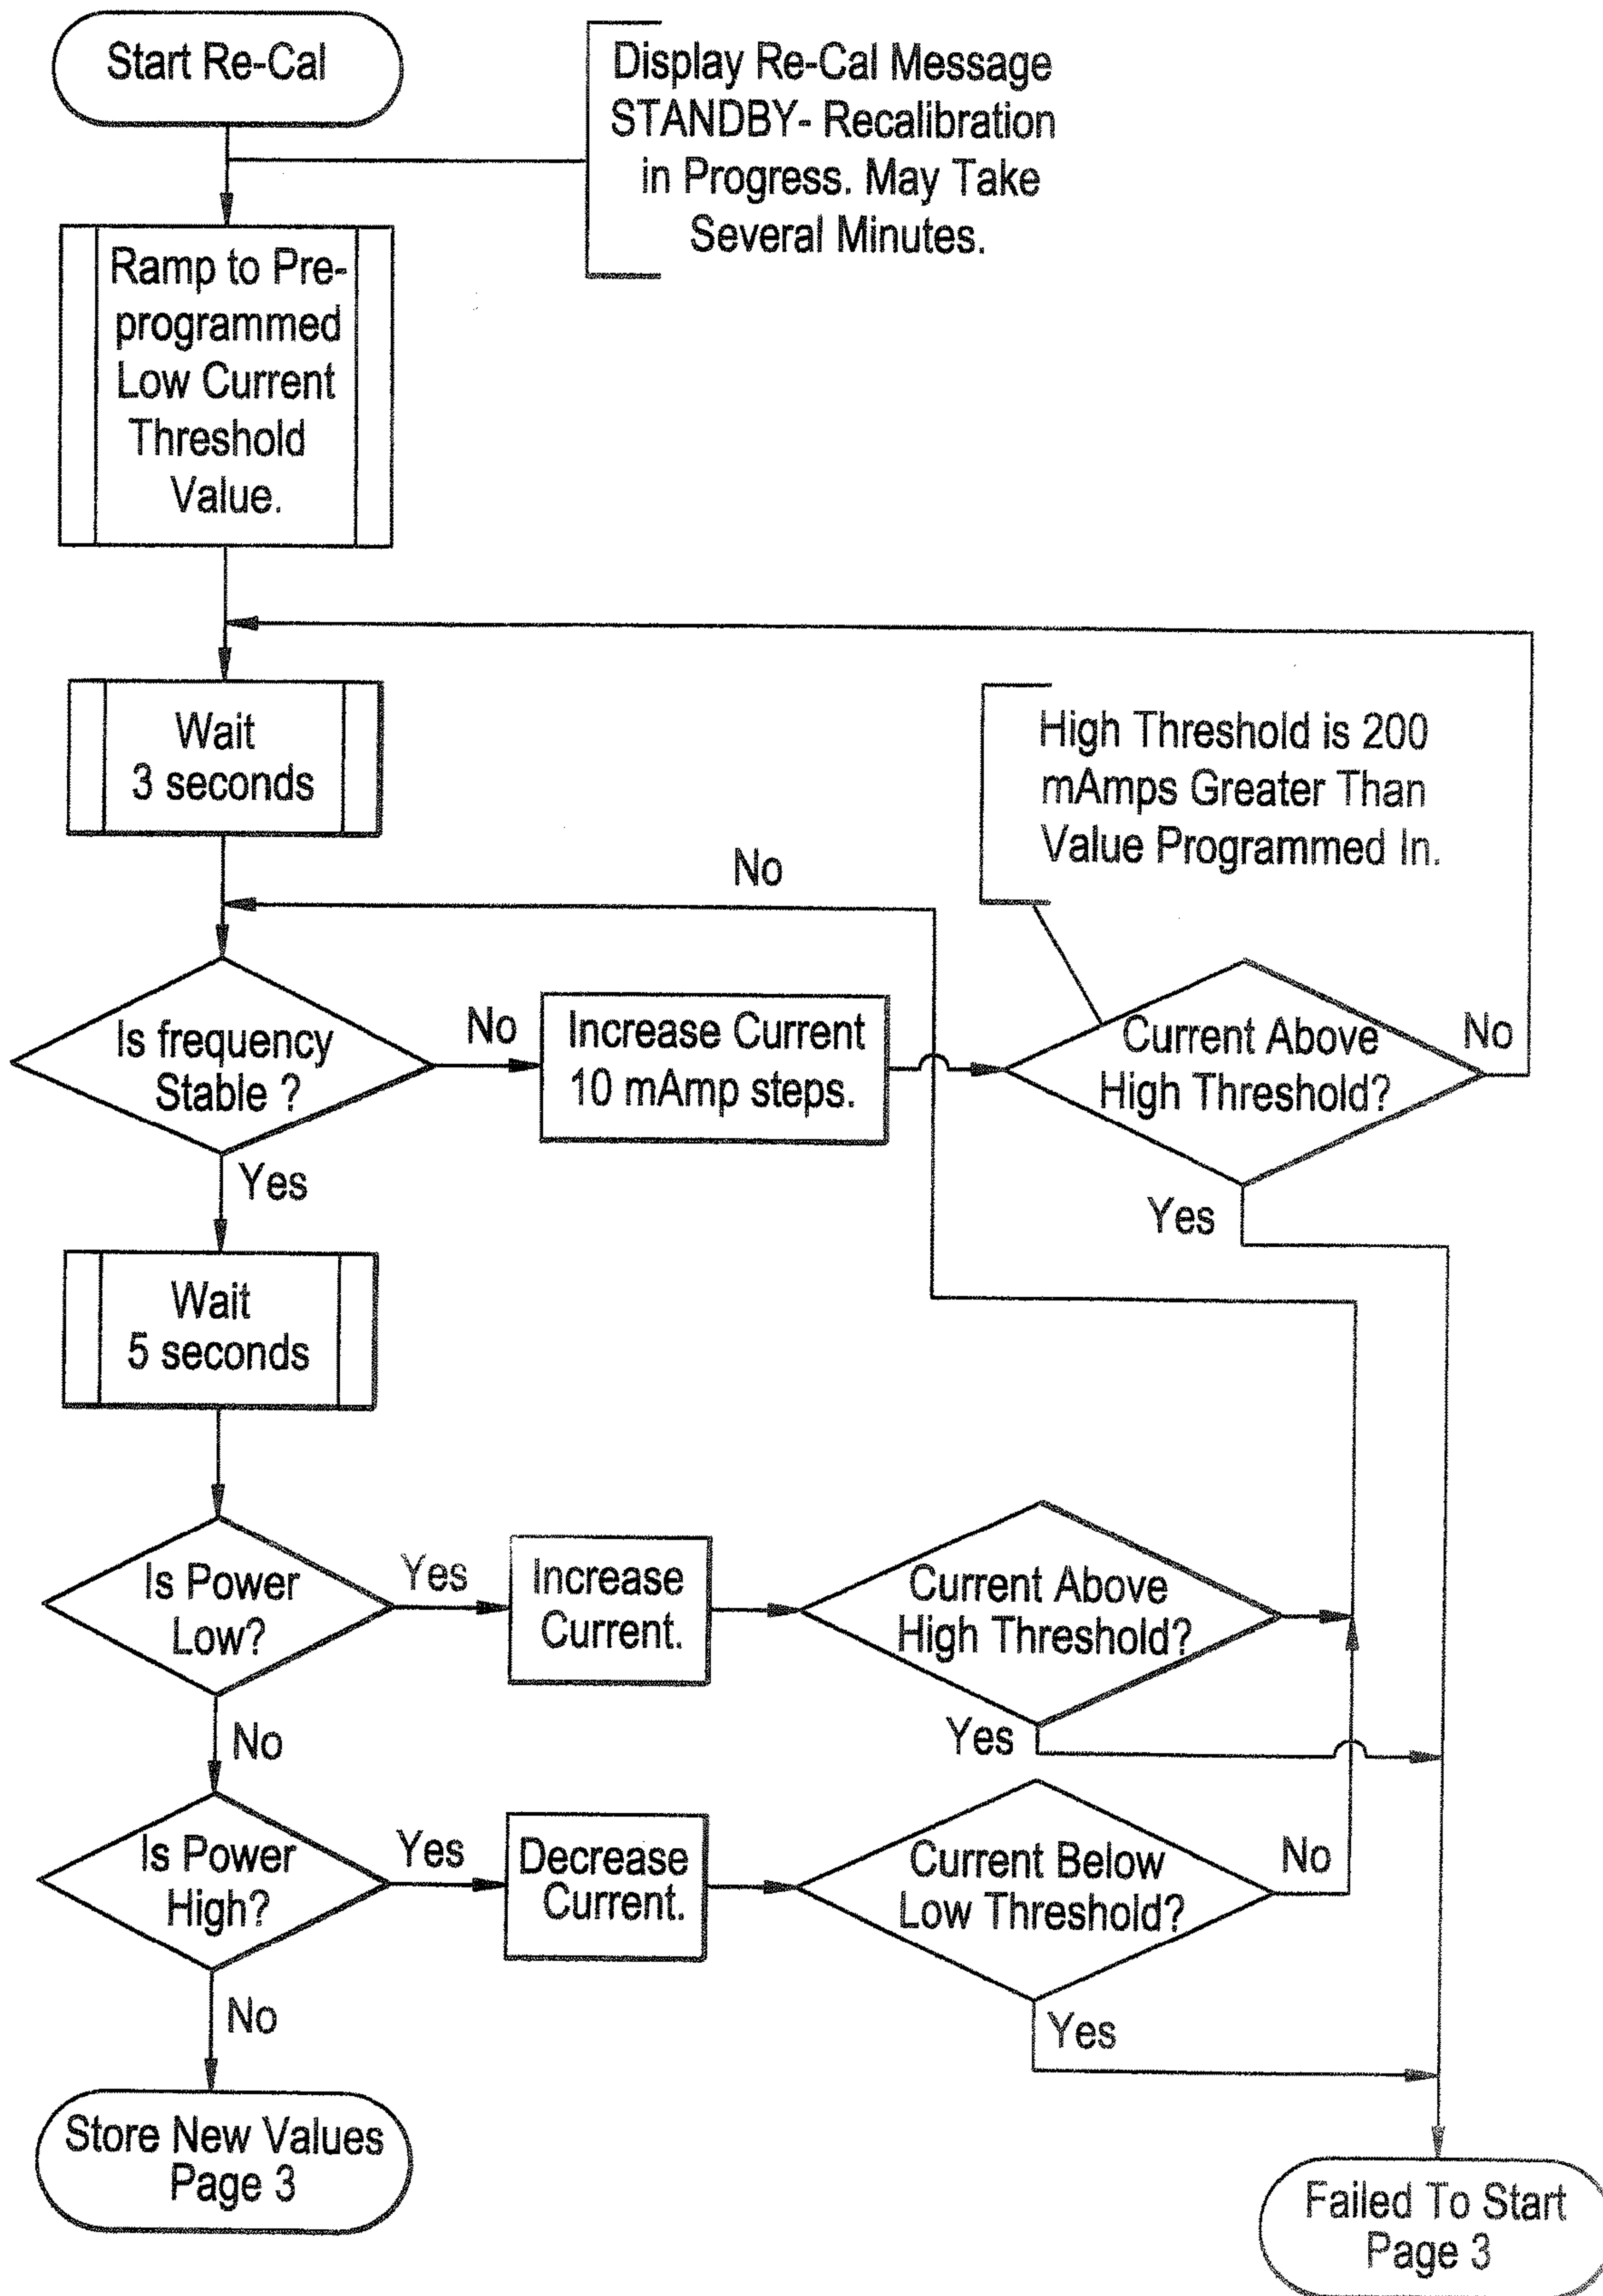 Start Re-Cal
Display Re-Cal Message
STANDBY- Recalibration
in Progress. May Take
Several Minutes.
Ramp to Pre-
programmed
Low Current
Threshold
Value.
Wait
3 seconds
High Threshold is 200
mAmps Greater Than
Value Programmed In.
No
Is frequency
Stable ?
No
Increase Current
10 mAmp steps.
Current Above
High Threshold?
No
Yes
Yes
Wait
5 seconds
Is Power
Low?
Yes
Increase
Current.
Current Above
High Threshold?
Yes
No
Is Power
High?
Yes
Decrease
Current.
Current Below
Low Threshold?
No
Yes
No
Store New Values
Page 3
Failed To Start
Page 3